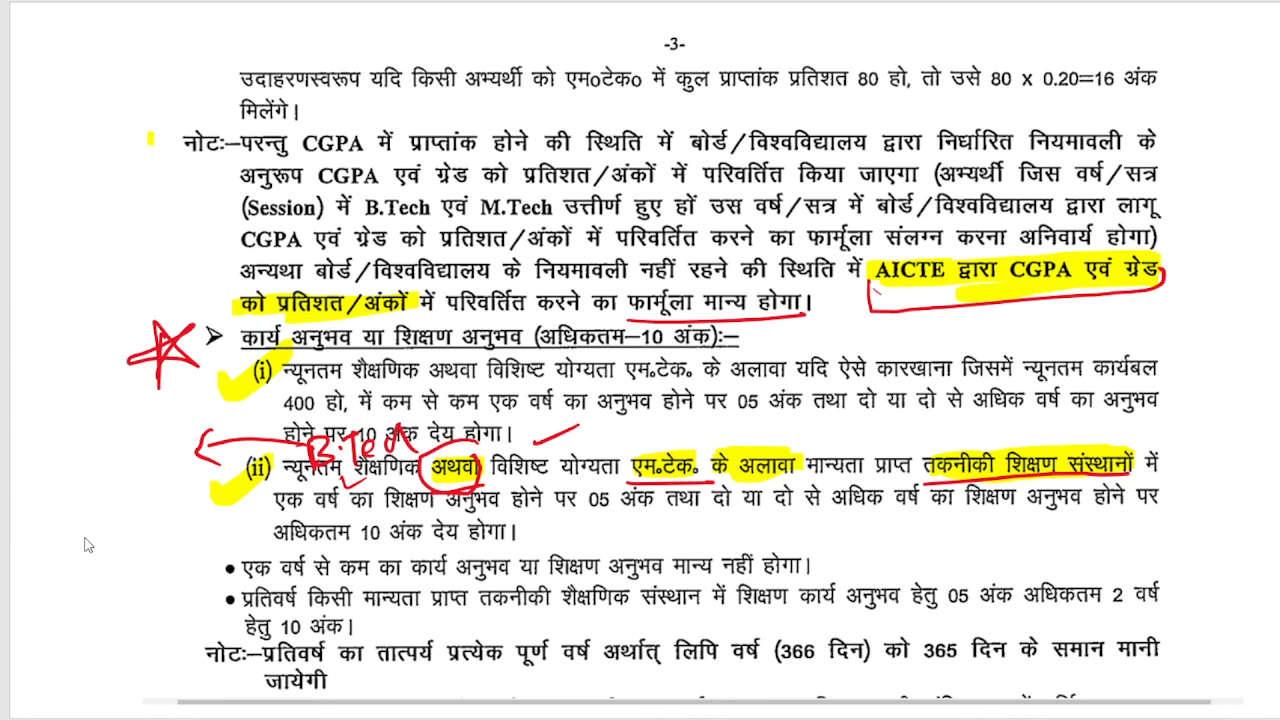 -3-
उदाहरणस्वरूप यदि किसी अभ्यर्थी को एम०टेक० में कुल प्राप्तांक प्रतिशत 80 हो, तो उसे 80 x 0.20=16 अंक
मिलेंगे।
नोटः–परन्तु CGPA में प्राप्तांक होने की स्थिति में बोर्ड/विश्वविद्यालय द्वारा निर्धारित नियमावली के
अनुरूप CGPA एवं ग्रेड को प्रतिशत/अंकों में परिवर्तित किया जाएगा (अभ्यर्थी जिस वर्ष/सत्र
(Session) में B.Tech एवं M.Tech उत्तीर्ण हुए हों उस वर्ष/सत्र में बोर्ड/विश्वविद्यालय द्वारा लागू
CGPA एवं ग्रेड को प्रतिशत/अंकों में परिवर्तित करने का फार्मूला संलग्न करना अनिवार्य होगा)
अन्यथा बोर्ड/विश्वविद्यालय के नियमावली नहीं रहने की स्थिति में AICTE द्वारा CGPA एवं ग्रेड
को प्रतिशत/अंकों में परिवर्तित करने का फार्मूला मान्य होगा।
➢ कार्य अनुभव या शिक्षण अनुभव (अधिकतम–10 अंक):–
(i) न्यूनतम शैक्षणिक अथवा विशिष्ट योग्यता एम०टेक० के अलावा यदि ऐसे कारखाना जिसमें न्यूनतम कार्यबल
400 हो, में कम से कम एक वर्ष का अनुभव होने पर 05 अंक तथा दो या दो से अधिक वर्ष का अनुभव
होने पर 10 अंक देय होगा।
B.Tech
(ii) न्यूनतम शैक्षणिक अथवा विशिष्ट योग्यता एम०टेक० के अलावा मान्यता प्राप्त तकनीकी शिक्षण संस्थानों में
एक वर्ष का शिक्षण अनुभव होने पर 05 अंक तथा दो या दो से अधिक वर्ष का शिक्षण अनुभव होने पर
अधिकतम 10 अंक देय होगा।
● एक वर्ष से कम का कार्य अनुभव या शिक्षण अनुभव मान्य नहीं होगा।
● प्रतिवर्ष किसी मान्यता प्राप्त तकनीकी शैक्षणिक संस्थान में शिक्षण कार्य अनुभव हेतु 05 अंक अधिकतम 2 वर्ष
हेतु 10 अंक।
नोटः–प्रतिवर्ष का तात्पर्य प्रत्येक पूर्ण वर्ष अर्थात् लिपि वर्ष (366 दिन) को 365 दिन के समान मानी
जायेगी